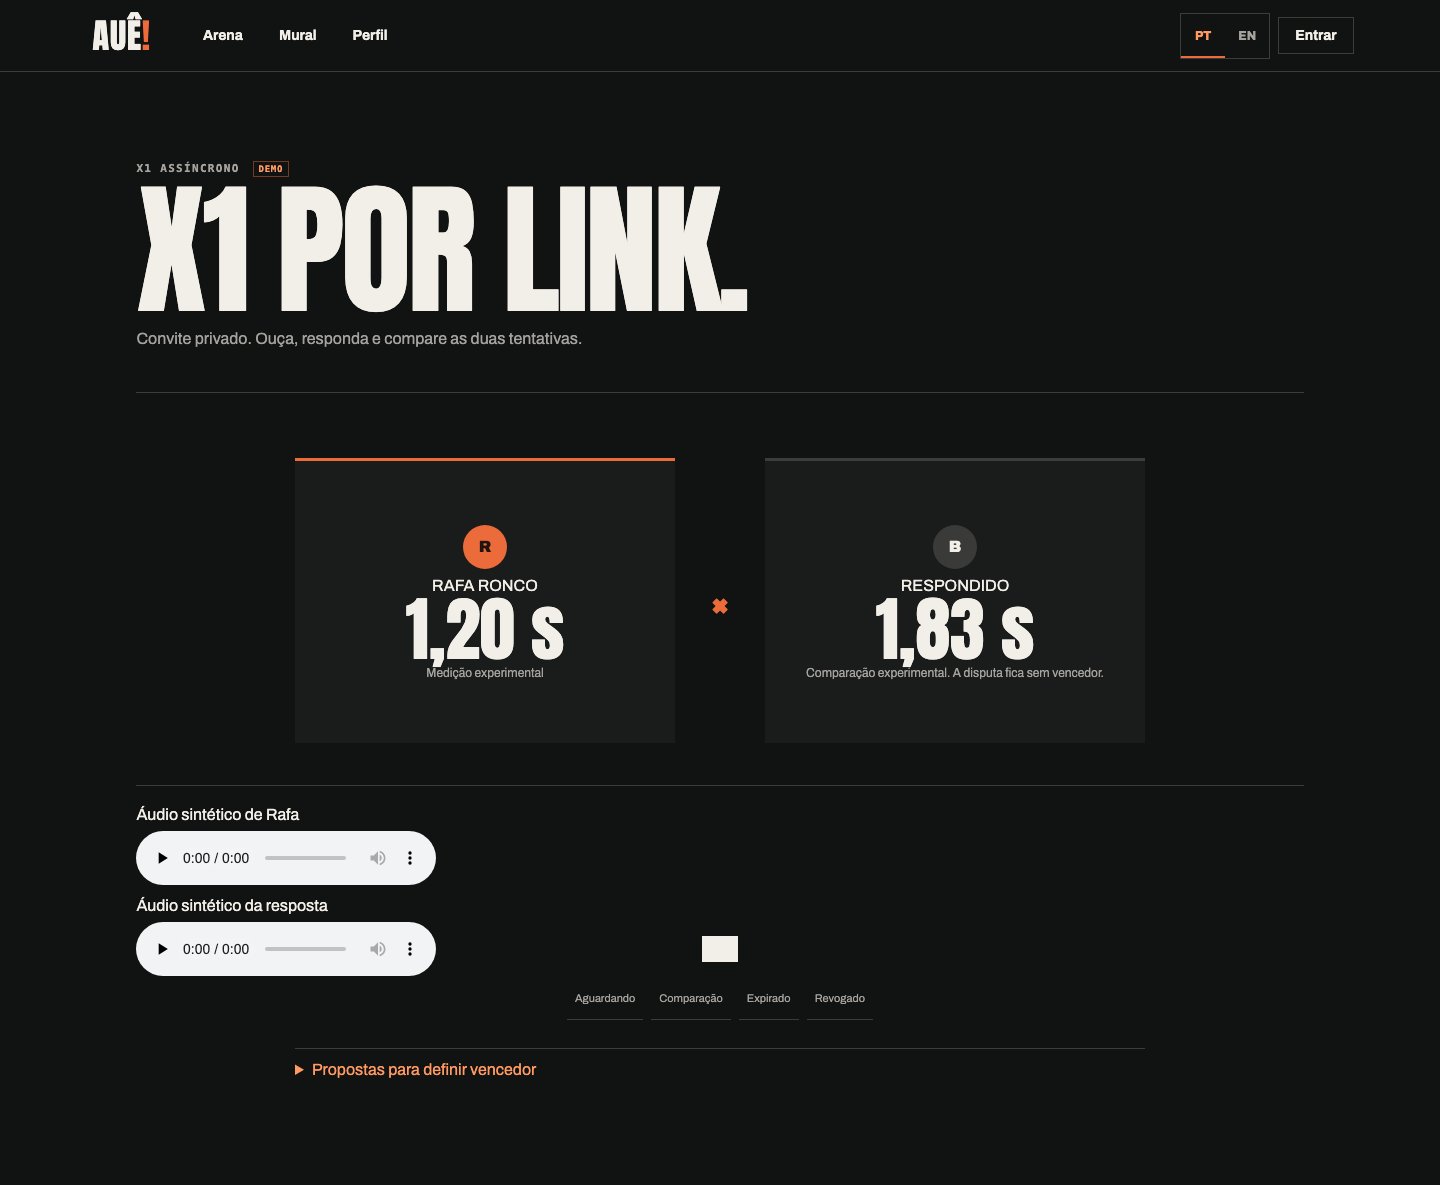 AUÊ!
Arena
Mural
Perfil
PT
EN
Entrar
X1 ASSÍNCRONO
DEMO
X1 POR LINK.
Convite privado. Ouça, responda e compare as duas tentativas.
R
RAFA RONCO
1,20 s
Medição experimental
B
RESPONDIDO
1,83 s
Comparação experimental. A disputa fica sem vencedor.
Áudio sintético de Rafa
0:00 / 0:00
Áudio sintético da resposta
0:00 / 0:00
Aguardando
Comparação
Expirado
Revogado
Propostas para definir vencedor